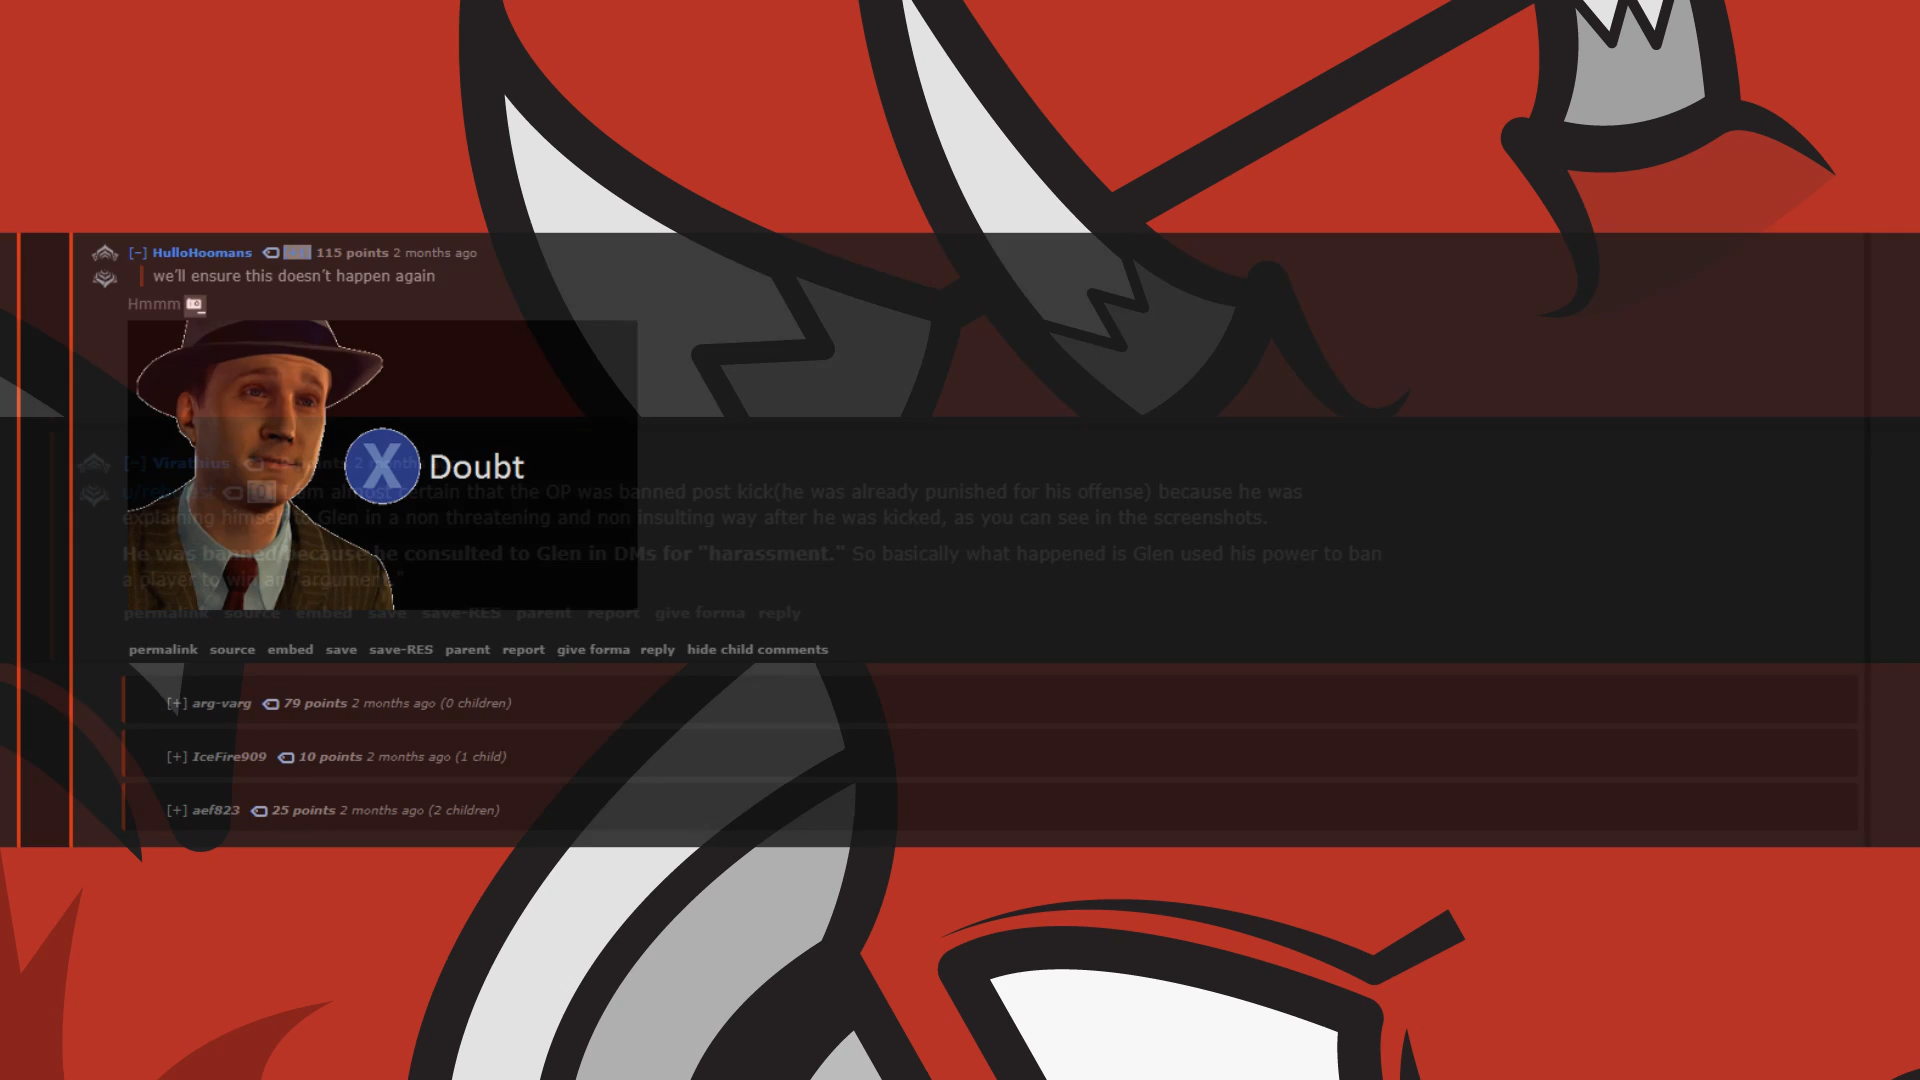 [–] HulloHoomans 115 points 2 months ago
we'll ensure this doesn't happen again
Hmmm
X Doubt
[–] Virathius 2 months
am almost certain that the OP was banned post kick(he was already punished for his offense) because he was
explaining himself to Glen in a non threatening and non insulting way after he was kicked, as you can see in the screenshots.
He was banned because he consulted to Glen in DMs for "harassment." So basically what happened is Glen used his power to ban
a player to win an "argument."
permalink source embed save save-RES parent report give forma reply
permalink source embed save save-RES parent report give forma reply hide child comments
[+] arg-varg 79 points 2 months ago (0 children)
[+] IceFire909 10 points 2 months ago (1 child)
[+] aef823 25 points 2 months ago (2 children)